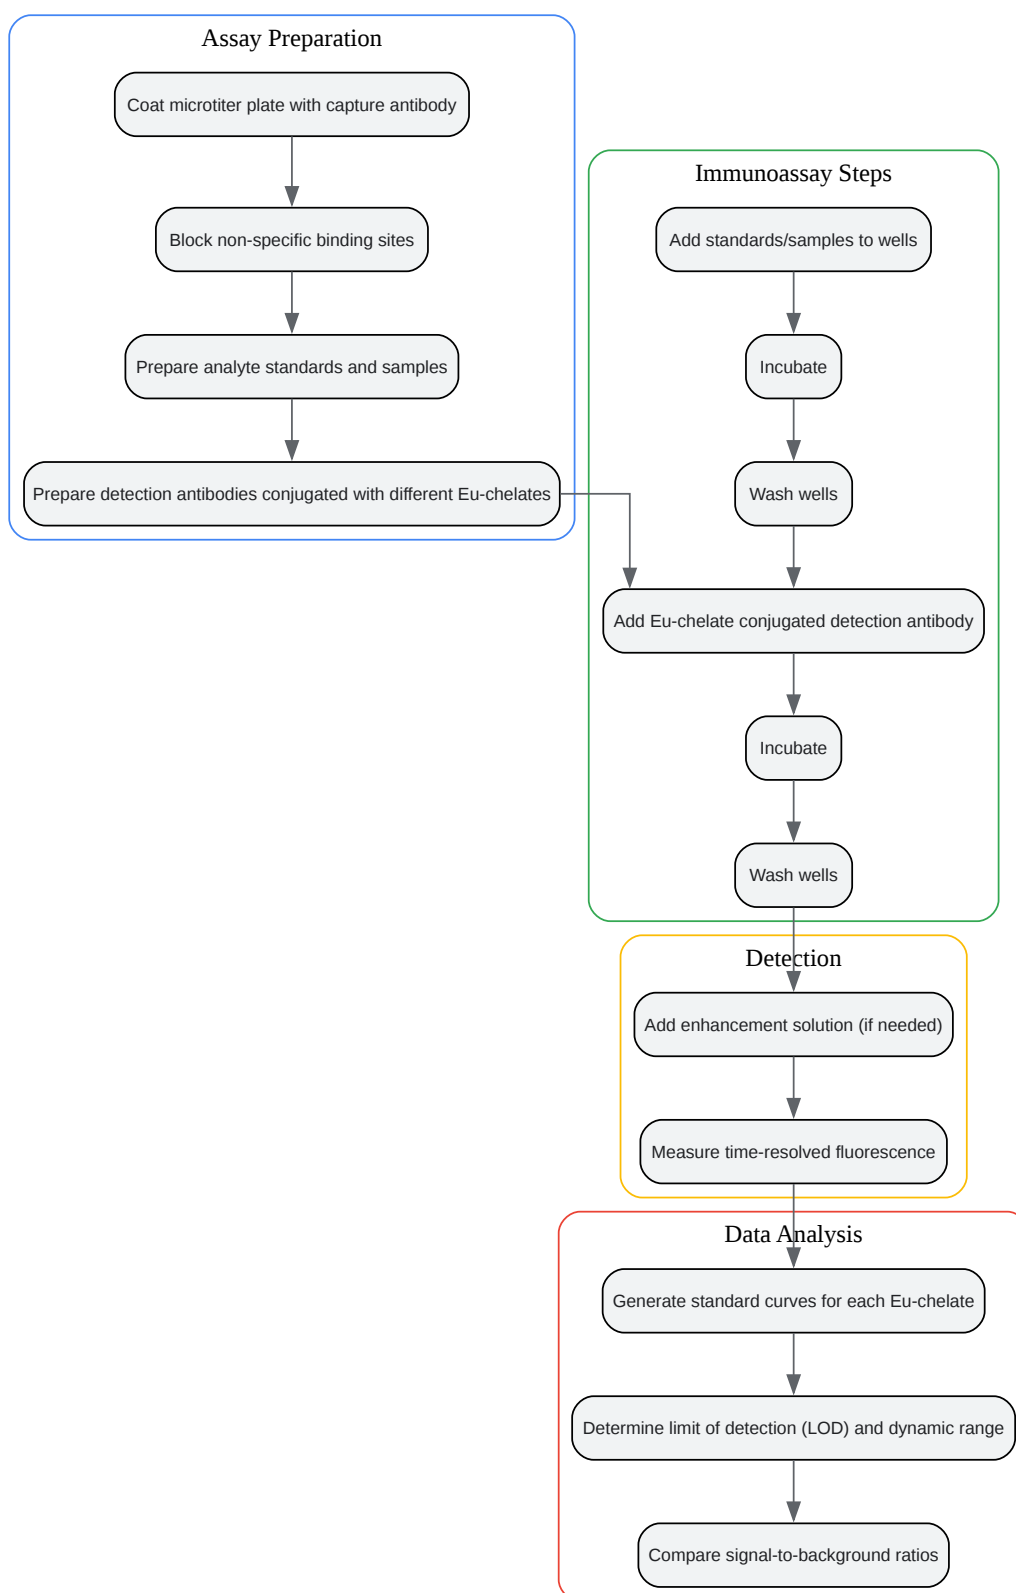 Assay Preparation
Coat microtiter plate with capture antibody
Block non-specific binding sites
Prepare analyte standards and samples
Prepare detection antibodies conjugated with different Eu-chelates
Immunoassay Steps
Add standards/samples to wells
Incubate
Wash wells
Add Eu-chelate conjugated detection antibody
Incubate
Wash wells
Detection
Add enhancement solution (if needed)
Measure time-resolved fluorescence
Data Analysis
Generate standard curves for each Eu-chelate
Determine limit of detection (LOD) and dynamic range
Compare signal-to-background ratios